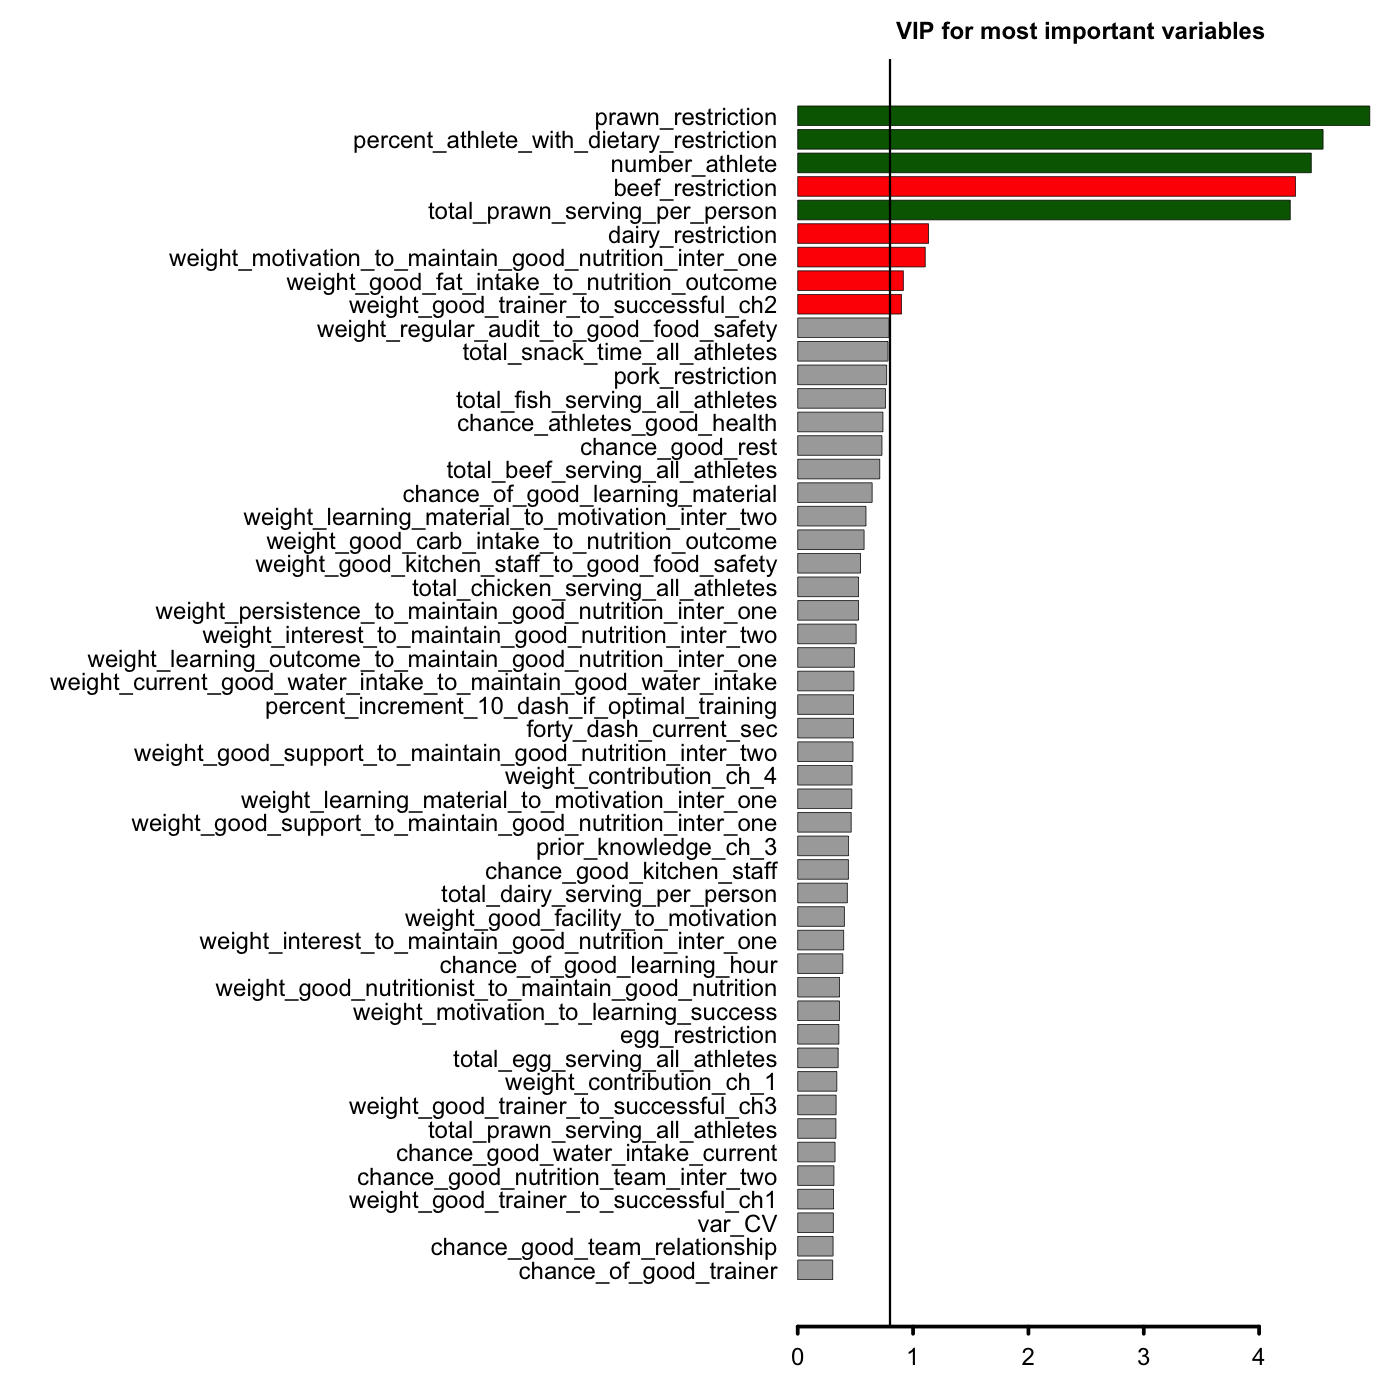 VIP for most important variables
prawn_restriction
percent_athlete_with_dietary_restriction
number_athlete
beef_restriction
total_prawn_serving_per_person
dairy_restriction
weight_motivation_to_maintain_good_nutrition_inter_one
weight_good_fat_intake_to_nutrition_outcome
weight_good_trainer_to_successful_ch2
weight_regular_audit_to_good_food_safety
total_snack_time_all_athletes
pork_restriction
total_fish_serving_all_athletes
chance_athletes_good_health
chance_good_rest
total_beef_serving_all_athletes
chance_of_good_learning_material
weight_learning_material_to_motivation_inter_two
weight_good_carb_intake_to_nutrition_outcome
weight_good_kitchen_staff_to_good_food_safety
total_chicken_serving_all_athletes
weight_persistence_to_maintain_good_nutrition_inter_one
weight_interest_to_maintain_good_nutrition_inter_two
weight_learning_outcome_to_maintain_good_nutrition_inter_one
weight_current_good_water_intake_to_maintain_good_water_intake
percent_increment_10_dash_if_optimal_training
forty_dash_current_sec
weight_good_support_to_maintain_good_nutrition_inter_two
weight_contribution_ch_4
weight_learning_material_to_motivation_inter_one
weight_good_support_to_maintain_good_nutrition_inter_one
prior_knowledge_ch_3
chance_good_kitchen_staff
total_dairy_serving_per_person
weight_good_facility_to_motivation
weight_interest_to_maintain_good_nutrition_inter_one
chance_of_good_learning_hour
weight_good_nutritionist_to_maintain_good_nutrition
weight_motivation_to_learning_success
egg_restriction
total_egg_serving_all_athletes
weight_contribution_ch_1
weight_good_trainer_to_successful_ch3
total_prawn_serving_all_athletes
chance_good_water_intake_current
chance_good_nutrition_team_inter_two
weight_good_trainer_to_successful_ch1
var_CV
chance_good_team_relationship
chance_of_good_trainer
0 1 2 3 4